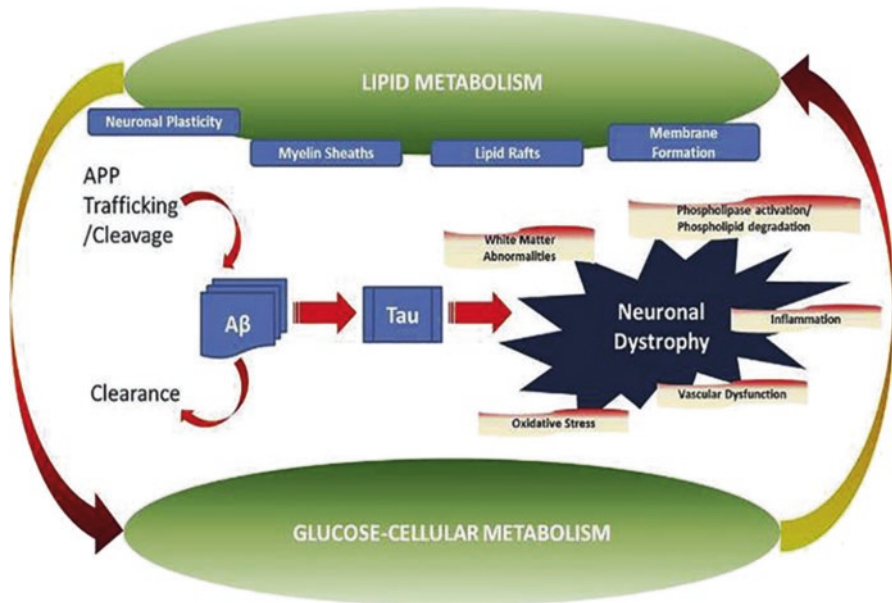 LIPID METABOLISM
Neuronal Plasticity
Myelin Sheaths
Lipid Rafts
Membrane
Formation
APP
Trafficking
/Cleavage
White Matter
Abnormalities
Phospholipase activation/
Phospholipid degradation
Aβ
Tau
Neuronal
Dystrophy
Inflammation
Clearance
Vascular Dysfunction
Oxidative Stress
GLUCOSE-CELLULAR METABOLISM